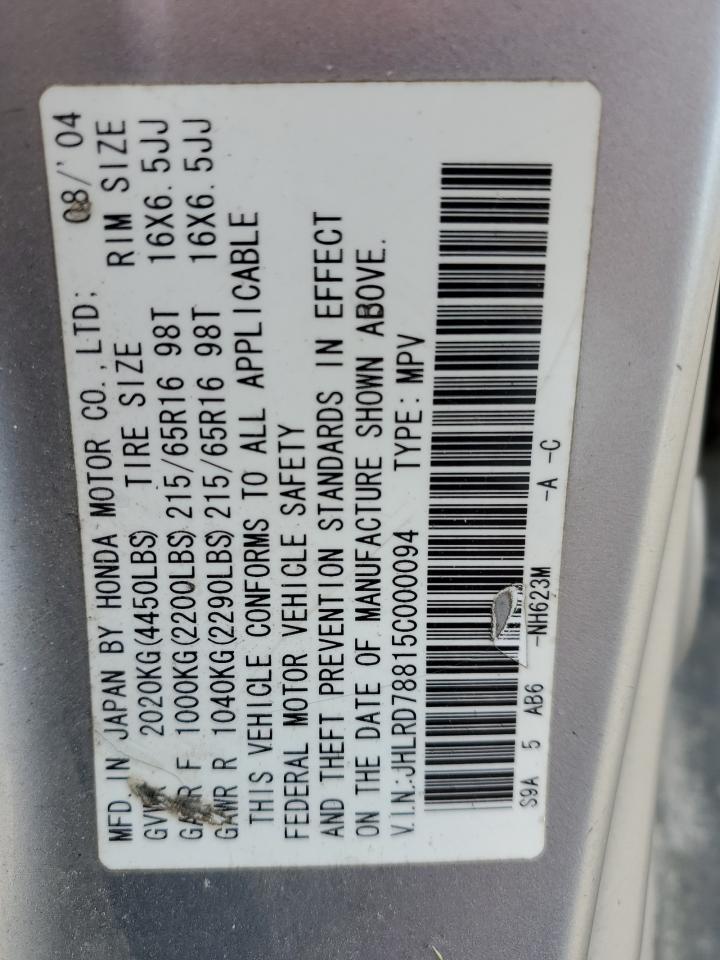 MFD. IN JAPAN BY HONDA MOTOR CO., LTD; 08/'04
GVWR 2020KG(4450LBS) TIRE SIZE RIM SIZE
GAWR F 1000KG(2200LBS) 215/65R16 98T 16X6.5JJ
GAWR R 1040KG(2290LBS) 215/65R16 98T 16X6.5JJ
THIS VEHICLE CONFORMS TO ALL APPLICABLE
FEDERAL MOTOR VEHICLE SAFETY
AND THEFT PREVENTION STANDARDS IN EFFECT
ON THE DATE OF MANUFACTURE SHOWN ABOVE.
V.I.N.:JHLRD78815C000094 TYPE:MPV
S9A 5 AB6 -NH623M -A -C